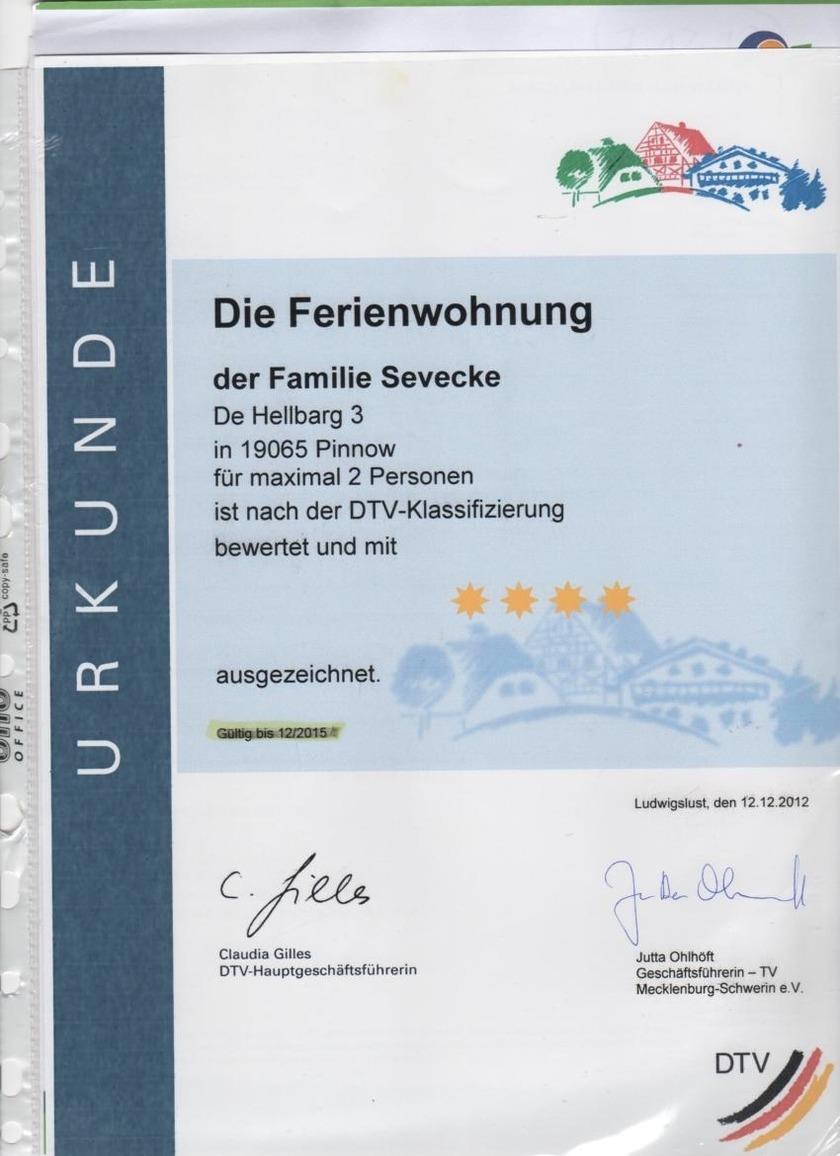 URKUNDE
Die Ferienwohnung
der Familie Sevecke
De Hellbarg 3
in 19065 Pinnow
für maximal 2 Personen
ist nach der DTV-Klassifizierung
bewertet und mit
ausgezeichnet.
Gültig bis 12/2015
Ludwigslust, den 12.12.2012
C. Gilles
Claudia Gilles
DTV-Hauptgeschäftsführerin
Jutta Ohlhöft
Geschäftsführerin – TV
Mecklenburg-Schwerin e.V.
DTV
PP
copy-safe
OFFICE